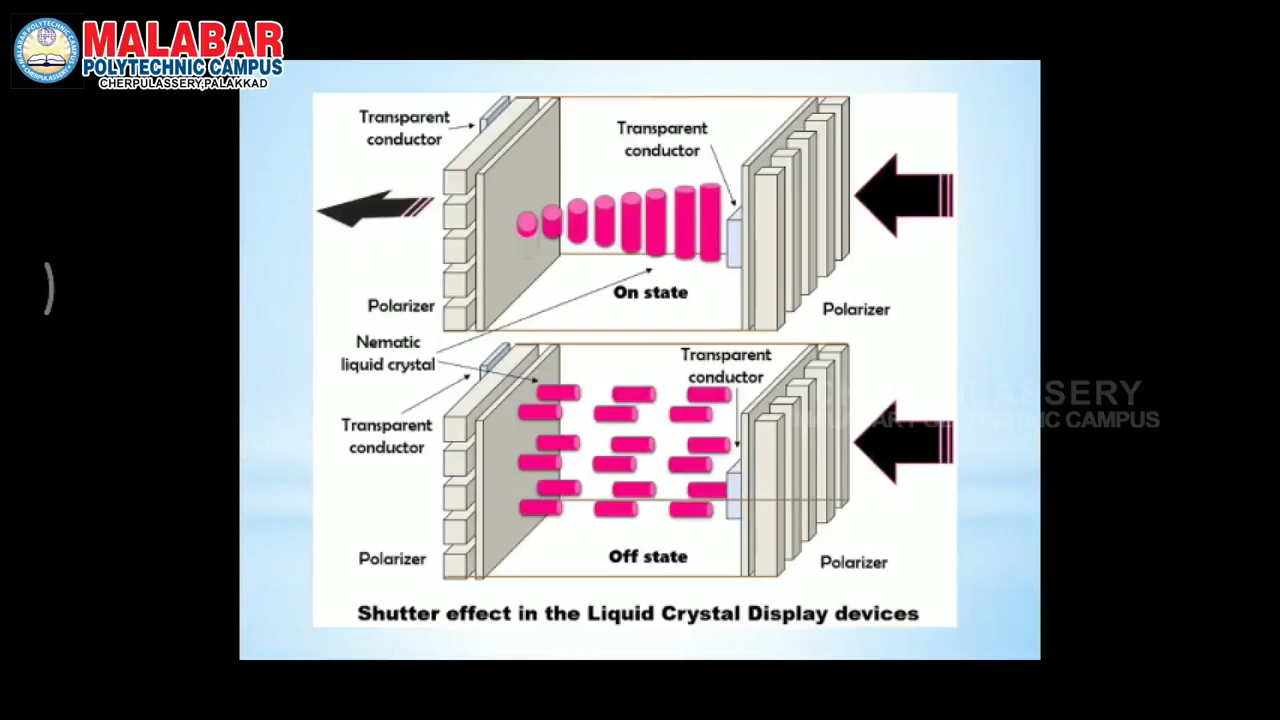 MALABAR
POLYTECHNIC CAMPUS
CHERPULASSERY,PALAKKAD
Transparent
conductor
Transparent
conductor
Polarizer
On state
Polarizer
Nematic
liquid crystal
Transparent
conductor
Transparent
conductor
Polarizer
Off state
Polarizer
Shutter effect in the Liquid Crystal Display devices
CAMPUS